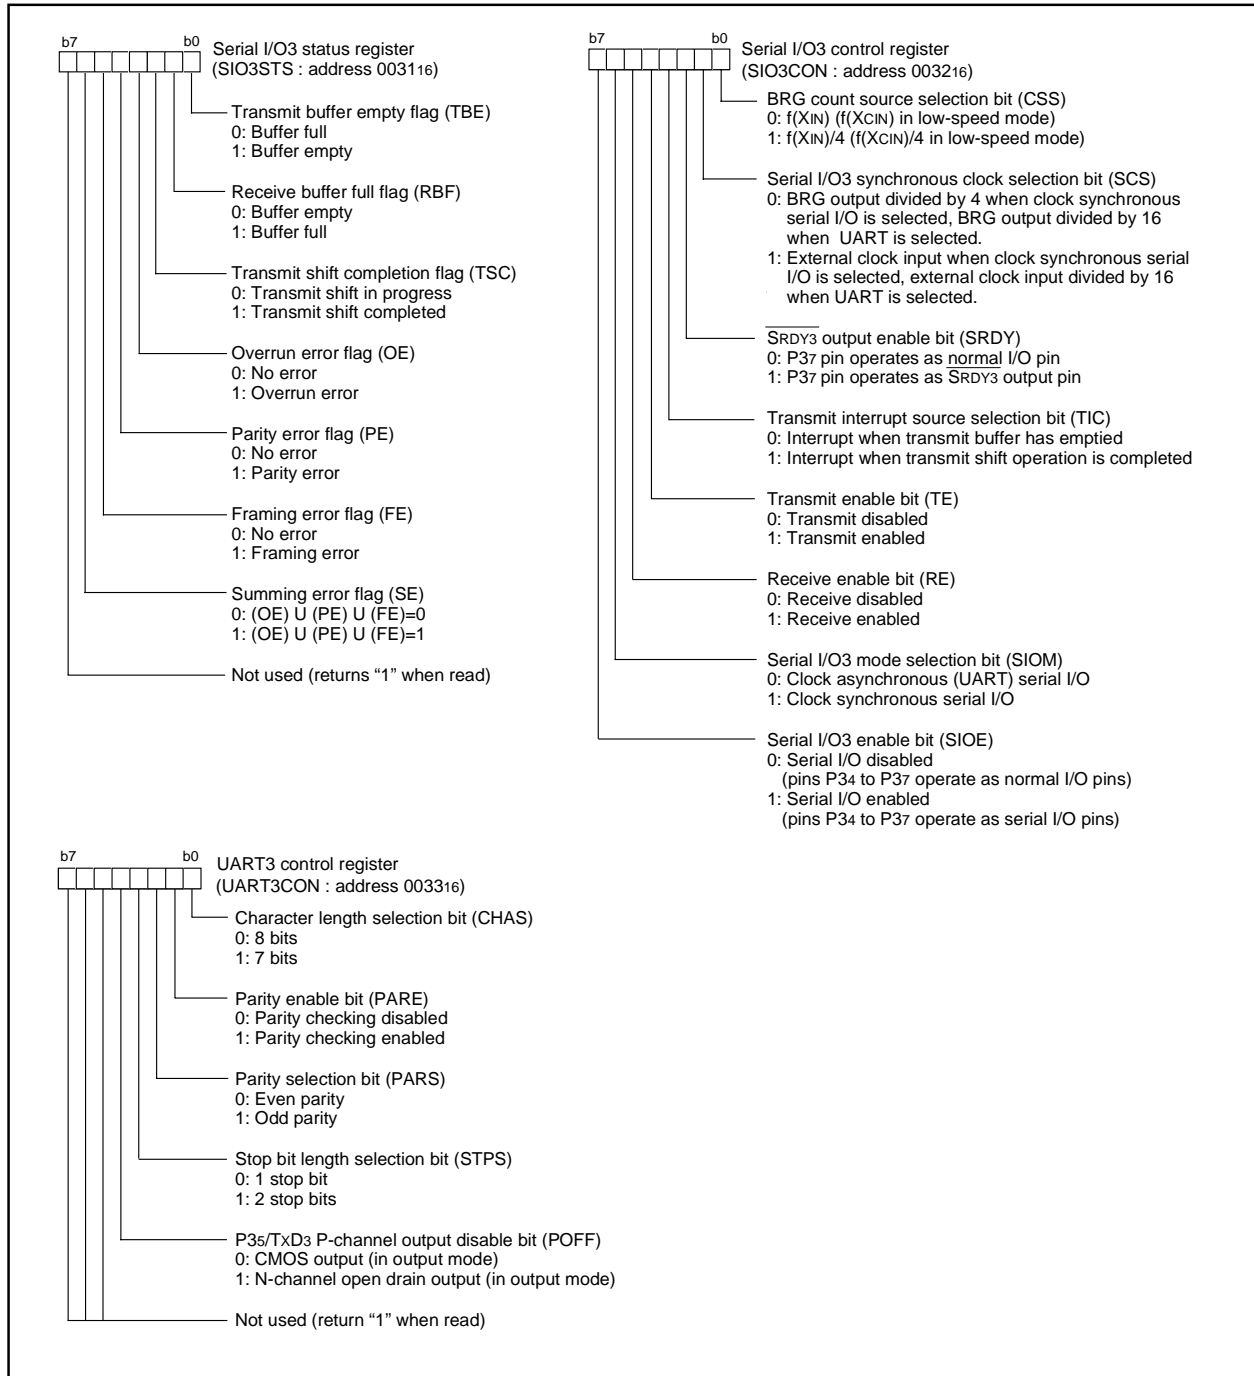 b7 b0 Serial I/O3 status register
(SIO3STS : address 003116)
Transmit buffer empty flag (TBE)
0: Buffer full
1: Buffer empty
Receive buffer full flag (RBF)
0: Buffer empty
1: Buffer full
Transmit shift completion flag (TSC)
0: Transmit shift in progress
1: Transmit shift completed
Overrun error flag (OE)
0: No error
1: Overrun error
Parity error flag (PE)
0: No error
1: Parity error
Framing error flag (FE)
0: No error
1: Framing error
Summing error flag (SE)
0: (OE) U (PE) U (FE)=0
1: (OE) U (PE) U (FE)=1
Not used (returns “1” when read)
b7 b0 Serial I/O3 control register
(SIO3CON : address 003216)
BRG count source selection bit (CSS)
0: f(XIN) (f(XCIN) in low-speed mode)
1: f(XIN)/4 (f(XCIN)/4 in low-speed mode)
Serial I/O3 synchronous clock selection bit (SCS)
0: BRG output divided by 4 when clock synchronous
serial I/O is selected, BRG output divided by 16
when UART is selected.
1: External clock input when clock synchronous serial
I/O is selected, external clock input divided by 16
when UART is selected.
SRDY3 output enable bit (SRDY)
0: P37 pin operates as normal I/O pin
1: P37 pin operates as SRDY3 output pin
Transmit interrupt source selection bit (TIC)
0: Interrupt when transmit buffer has emptied
1: Interrupt when transmit shift operation is completed
Transmit enable bit (TE)
0: Transmit disabled
1: Transmit enabled
Receive enable bit (RE)
0: Receive disabled
1: Receive enabled
Serial I/O3 mode selection bit (SIOM)
0: Clock asynchronous (UART) serial I/O
1: Clock synchronous serial I/O
Serial I/O3 enable bit (SIOE)
0: Serial I/O disabled
(pins P34 to P37 operate as normal I/O pins)
1: Serial I/O enabled
(pins P34 to P37 operate as serial I/O pins)
b7 b0 UART3 control register
(UART3CON : address 003316)
Character length selection bit (CHAS)
0: 8 bits
1: 7 bits
Parity enable bit (PARE)
0: Parity checking disabled
1: Parity checking enabled
Parity selection bit (PARS)
0: Even parity
1: Odd parity
Stop bit length selection bit (STPS)
0: 1 stop bit
1: 2 stop bits
P35/TXD3 P-channel output disable bit (POFF)
0: CMOS output (in output mode)
1: N-channel open drain output (in output mode)
Not used (return “1” when read)